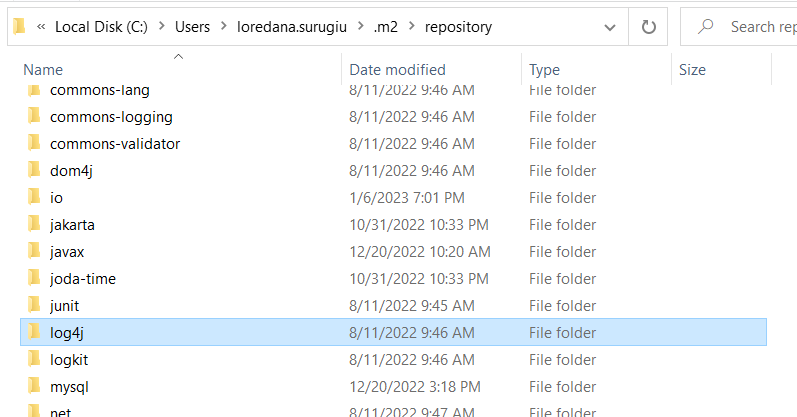 « Local Disk (C:) > Users > loredana.surugiu > .m2 > repository Search rep
Name Date modified Type Size
commons-lang 8/11/2022 9:46 AM File folder
commons-logging 8/11/2022 9:46 AM File folder
commons-validator 8/11/2022 9:46 AM File folder
dom4j 8/11/2022 9:46 AM File folder
io 1/6/2023 7:01 PM File folder
jakarta 10/31/2022 10:33 PM File folder
javax 12/20/2022 10:20 AM File folder
joda-time 10/31/2022 10:33 PM File folder
junit 8/11/2022 9:45 AM File folder
log4j 8/11/2022 9:46 AM File folder
logkit 8/11/2022 9:46 AM File folder
mysql 12/20/2022 3:18 PM File folder
net 8/11/2022 9:47 AM File folder